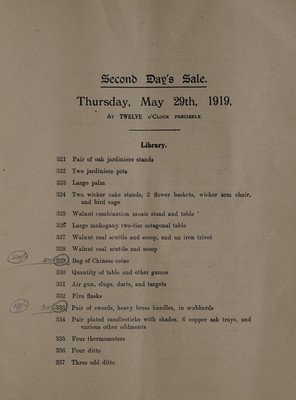 Second Day's Sale.
Thursday, May 29th, 1919,
At TWELVE o'Clock precisely.
Library.
321 Pair of oak jardiniere stands
322 Two jardiniere pots
323 Large palm
324 Two wicker cake stands, 2 flower baskets, wicker arm chair,
and bird cage
325 Walnut combination music stand and table
326 Large mahogany two-tier octagonal table
327 Walnut coal scuttle and scoop, and an iron trivet
328 Walnut coal scuttle and scoop
329 Bag of Chinese coins
330 Quantity of table and other games
331 Air gun, slugs, darts, and targets
332 Five flasks
333 Pair of swords, heavy brass handles, in scabbards
334 Pair plated candlesticks with shades, 6 copper ash trays, and
various other oddments
335 Four thermometers
336 Four ditto
337 Three odd ditto